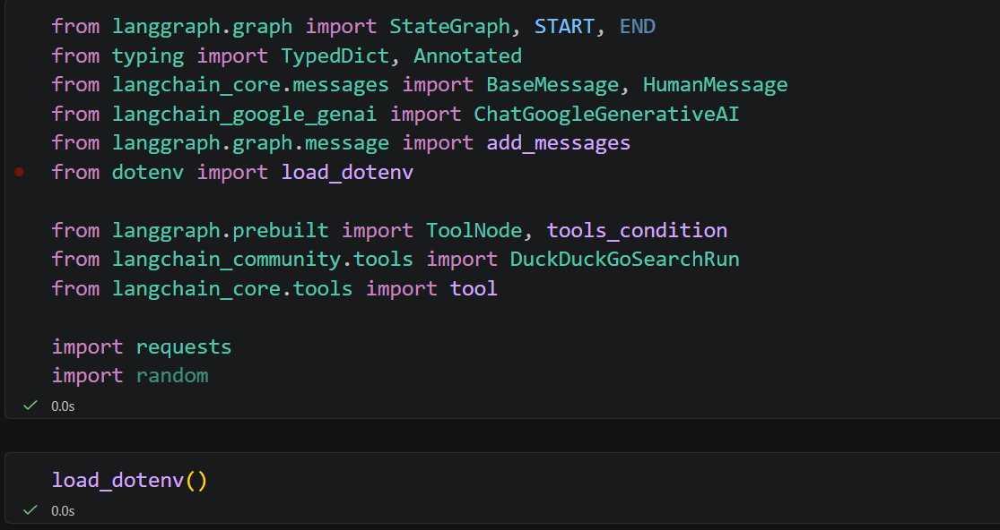 from langgraph.graph import StateGraph, START, END
from typing import TypedDict, Annotated
from langchain_core.messages import BaseMessage, HumanMessage
from langchain_google_genai import ChatGoogleGenerativeAI
from langgraph.graph.message import add_messages
from dotenv import load_dotenv
from langgraph.prebuilt import ToolNode, tools_condition
from langchain_community.tools import DuckDuckGoSearchRun
from langchain_core.tools import tool
import requests
import random
0.0s
load_dotenv()
0.0s